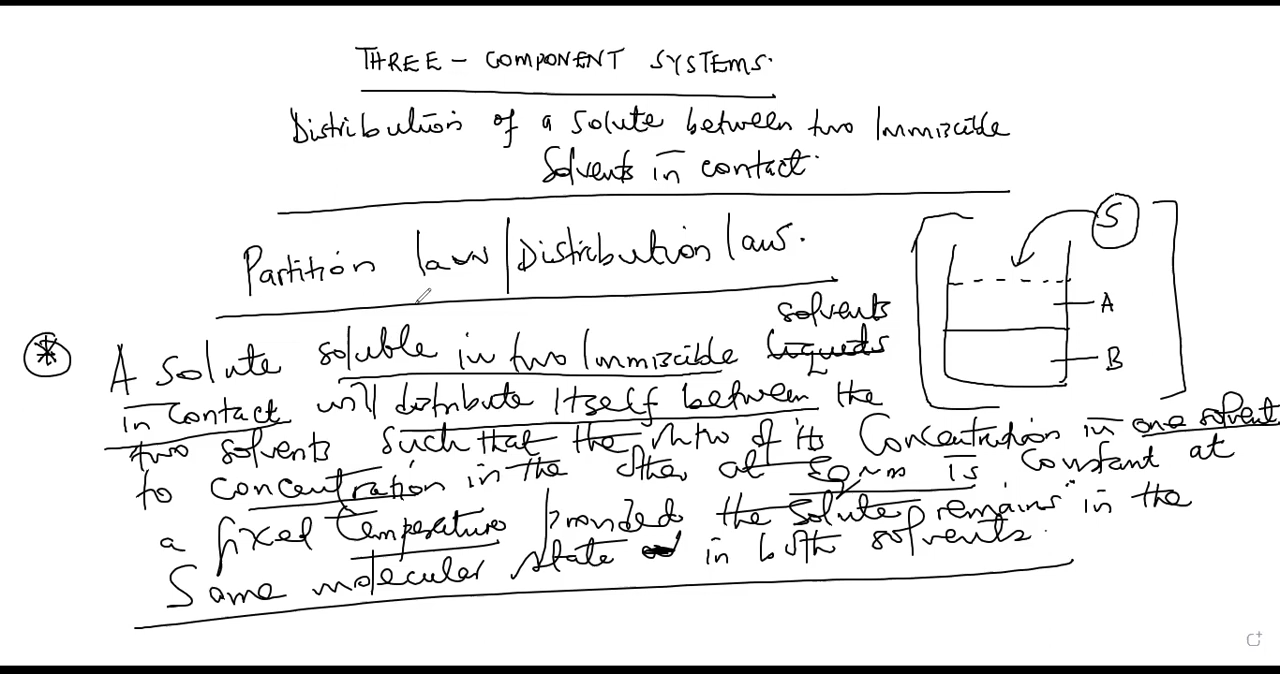 THREE - COMPONENT SYSTEMS.
Distribution of a solute between two Immiscible
Solvents in contact.
Partition law / Distribution law.
S
A
B
solvents
* A solute soluble in two Immiscible liquids
in contact will distribute Itself between the
two solvents such that the ratio of its Concentration in one solvent
to concentration in the other at Eqm is constant at
a fixed temperature provided the solute "remains" in the
Same molecular state in both solvents.